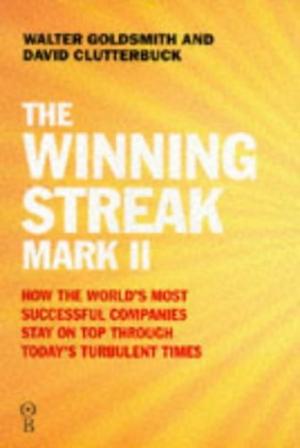 WALTER GOLDSMITH AND
DAVID CLUTTERBUCK
THE
WINNING
STREAK
MARK II
HOW THE WORLD'S MOST
SUCCESSFUL COMPANIES
STAY ON TOP THROUGH
TODAY'S TURBULENT TIMES